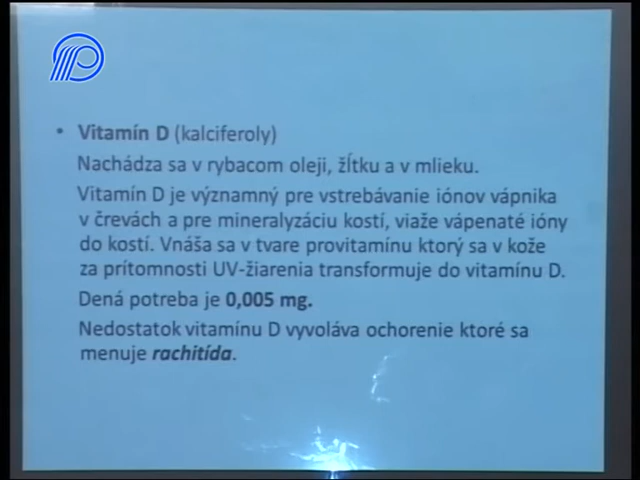 • Vitamín D (kalciferoly)
Nachádza sa v rybacom oleji, žĺtku a v mlieku.
Vitamín D je významný pre vstrebávanie iónov vápnika
v črevách a pre mineralyzáciu kostí, viaže vápenaté ióny
do kostí. Vnáša sa v tvare provitamínu ktorý sa v kože
za prítomnosti UV-žiarenia transformuje do vitamínu D.
Dená potreba je 0,005 mg.
Nedostatok vitamínu D vyvoláva ochorenie ktoré sa
menuje rachitída.